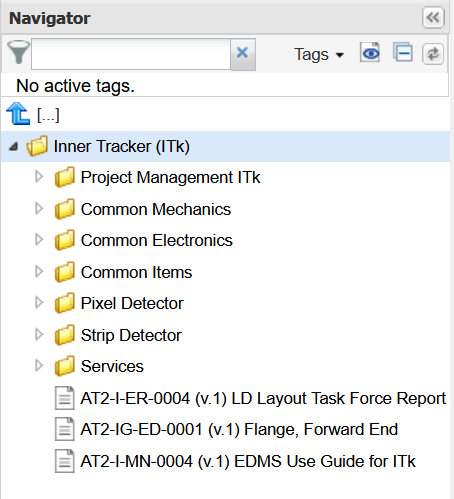 Navigator
Tags
No active tags.
[...]
Inner Tracker (ITk)
Project Management ITk
Common Mechanics
Common Electronics
Common Items
Pixel Detector
Strip Detector
Services
AT2-I-ER-0004 (v.1) LD Layout Task Force Report
AT2-IG-ED-0001 (v.1) Flange, Forward End
AT2-I-MN-0004 (v.1) EDMS Use Guide for ITk